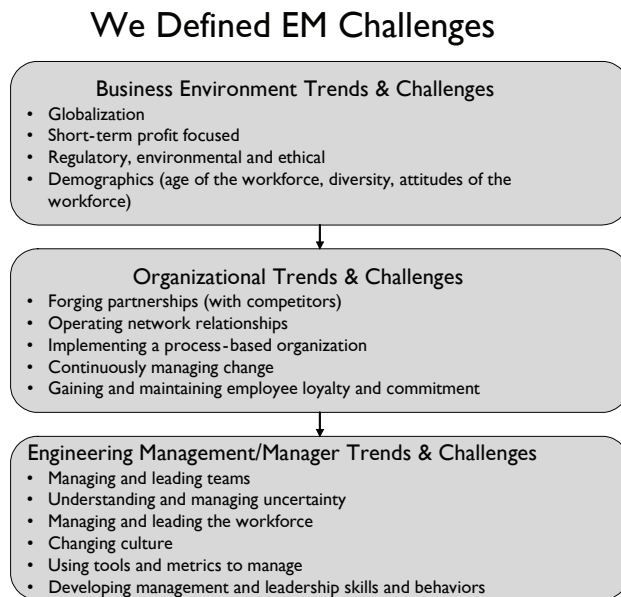 We Defined EM Challenges
Business Environment Trends & Challenges
• Globalization
• Short-term profit focused
• Regulatory, environmental and ethical
• Demographics (age of the workforce, diversity, attitudes of the
workforce)
Organizational Trends & Challenges
• Forging partnerships (with competitors)
• Operating network relationships
• Implementing a process-based organization
• Continuously managing change
• Gaining and maintaining employee loyalty and commitment
Engineering Management/Manager Trends & Challenges
• Managing and leading teams
• Understanding and managing uncertainty
• Managing and leading the workforce
• Changing culture
• Using tools and metrics to manage
• Developing management and leadership skills and behaviors